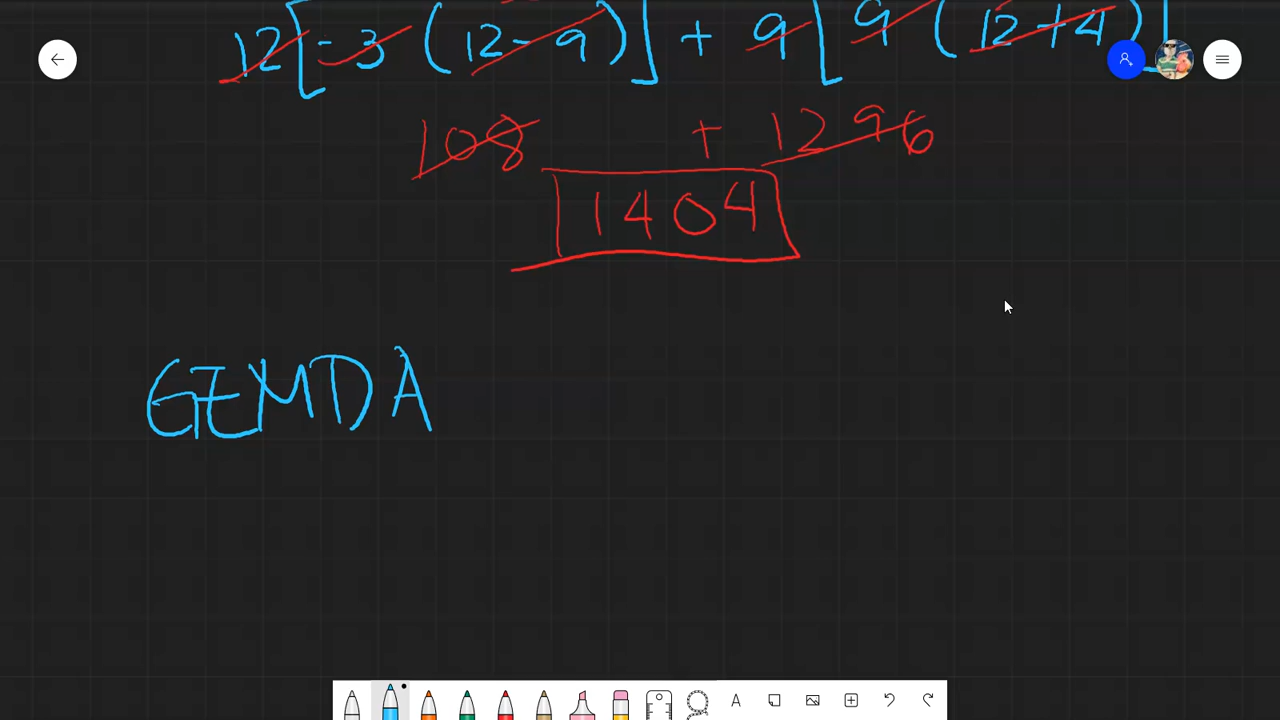 12[-3(12-9)] + 9[9(12+4)]
108 + 1296
1404
GEMDA
A